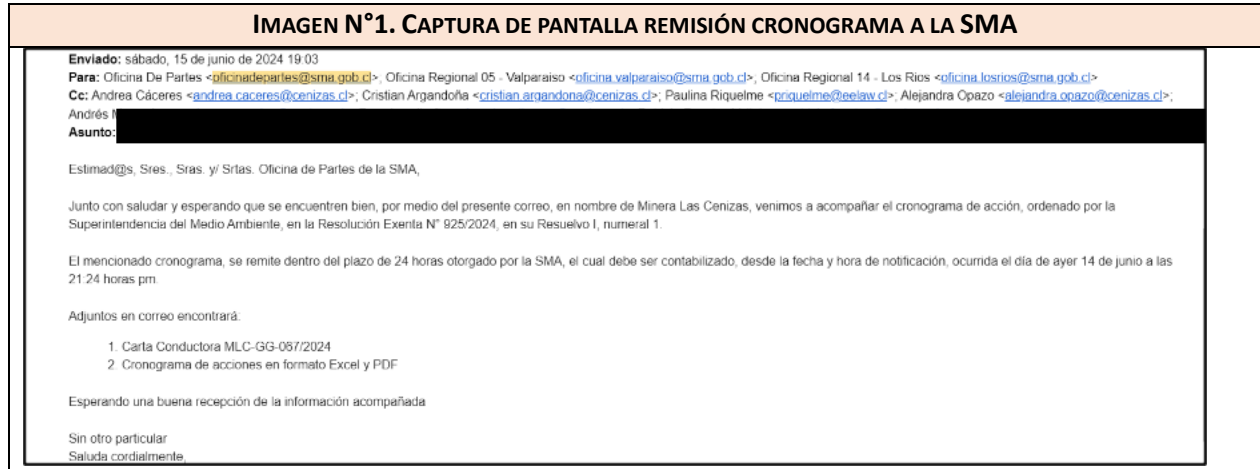 IMAGEN N°1. CAPTURA DE PANTALLA REMISIÓN CRONOGRAMA A LA SMA
Enviado: sábado, 15 de junio de 2024 19:03
Para: Oficina De Partes <oficinadepartes@sma.gob.cl>; Oficina Regional 05 - Valparaiso <oficina.valparaiso@sma.gob.cl>; Oficina Regional 14 - Los Rios <oficina.losrios@sma.gob.cl>
Cc: Andrea Cáceres <andrea.caceres@cenizas.cl>; Cristian Argandoña <cristian.argandona@cenizas.cl>; Paulina Riquelme <priquelme@eelaw.cl>; Alejandra Opazo <alejandra.opazo@cenizas.cl>;
Andrés
Asunto:
Estimad@s, Sres., Sras. y/ Srtas. Oficina de Partes de la SMA,
Junto con saludar y esperando que se encuentren bien, por medio del presente correo, en nombre de Minera Las Cenizas, venimos a acompañar el cronograma de acción, ordenado por la
Superintendencia del Medio Ambiente, en la Resolución Exenta N° 925/2024, en su Resuelvo I, numeral 1.
El mencionado cronograma, se remite dentro del plazo de 24 horas otorgado por la SMA, el cual debe ser contabilizado, desde la fecha y hora de notificación, ocurrida el día de ayer 14 de junio a las
21:24 horas pm.
Adjuntos en correo encontrará:
1. Carta Conductora MLC-GG-067/2024
2. Cronograma de acciones en formato Excel y PDF
Esperando una buena recepción de la información acompañada
Sin otro particular
Saluda cordialmente,